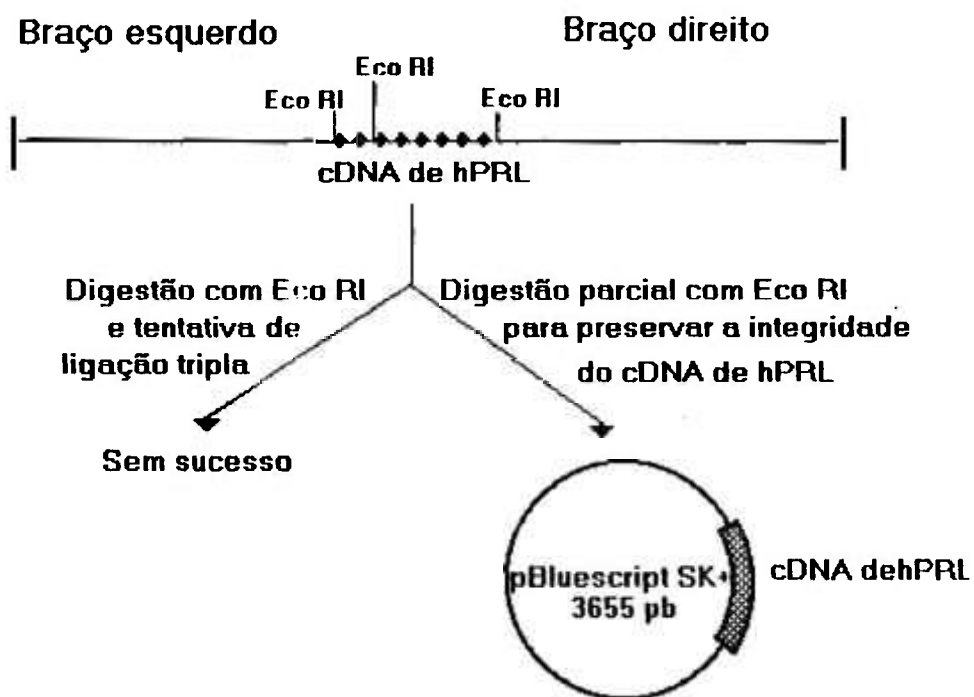 Braço esquerdo
Braço direito
Eco RI
Eco RI
Eco RI
cDNA de hPRL
Digestão com Eco RI
e tentativa de
ligação tripla
Digestão parcial com Eco RI
para preservar a integridade
do cDNA de hPRL
Sem sucesso
pBluescript SK+
3655 pb
cDNA dehPRL